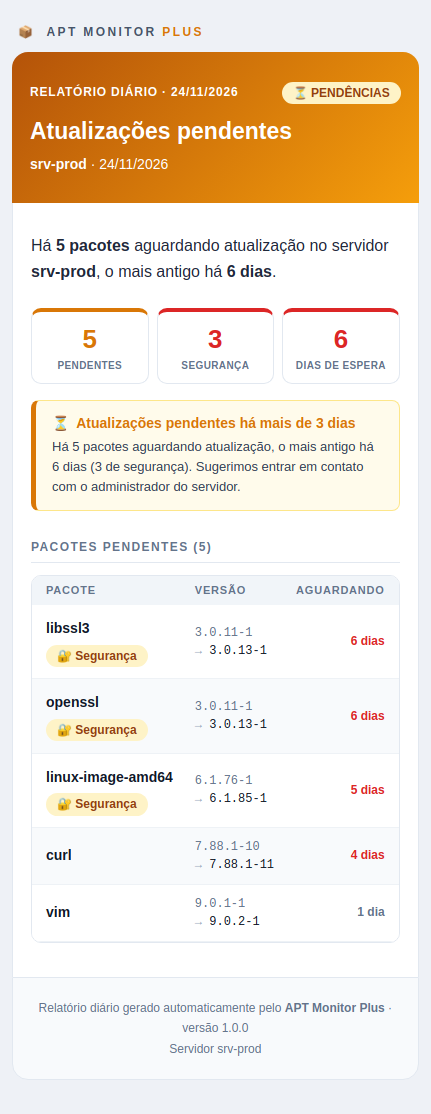 📦 APT MONITOR PLUS
RELATÓRIO DIÁRIO · 24/11/2026
⏳ PENDÊNCIAS
Atualizações pendentes
srv-prod · 24/11/2026
Há 5 pacotes aguardando atualização no servidor
srv-prod, o mais antigo há 6 dias.
5
PENDENTES
3
SEGURANÇA
6
DIAS DE ESPERA
⏳ Atualizações pendentes há mais de 3 dias
Há 5 pacotes aguardando atualização, o mais antigo há
6 dias (3 de segurança). Sugerimos entrar em contato
com o administrador do servidor.
PACOTES PENDENTES (5)
PACOTE VERSÃO AGUARDANDO
libssl3
🔐 Segurança
3.0.11-1
→ 3.0.13-1
6 dias
openssl
🔐 Segurança
3.0.11-1
→ 3.0.13-1
6 dias
linux-image-amd64
🔐 Segurança
6.1.76-1
→ 6.1.85-1
5 dias
curl
7.88.1-10
→ 7.88.1-11
4 dias
vim
9.0.1-1
→ 9.0.2-1
1 dia
Relatório diário gerado automaticamente pelo APT Monitor Plus ·
versão 1.0.0
Servidor srv-prod